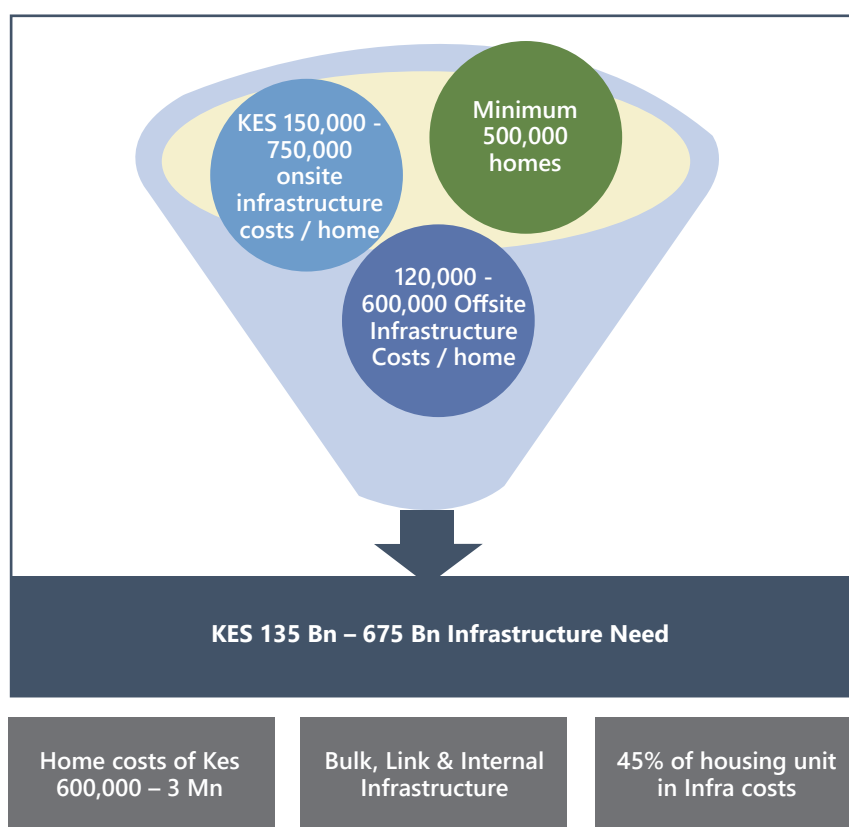 KES 150,000 -
750,000
onsite
infrastructure
costs / home
Minimum
500,000
homes
120,000 -
600,000 Offsite
Infrastructure
Costs / home
KES 135 Bn – 675 Bn Infrastructure Need
Home costs of Kes
600,000 – 3 Mn
Bulk, Link & Internal
Infrastructure
45% of housing unit
in Infra costs